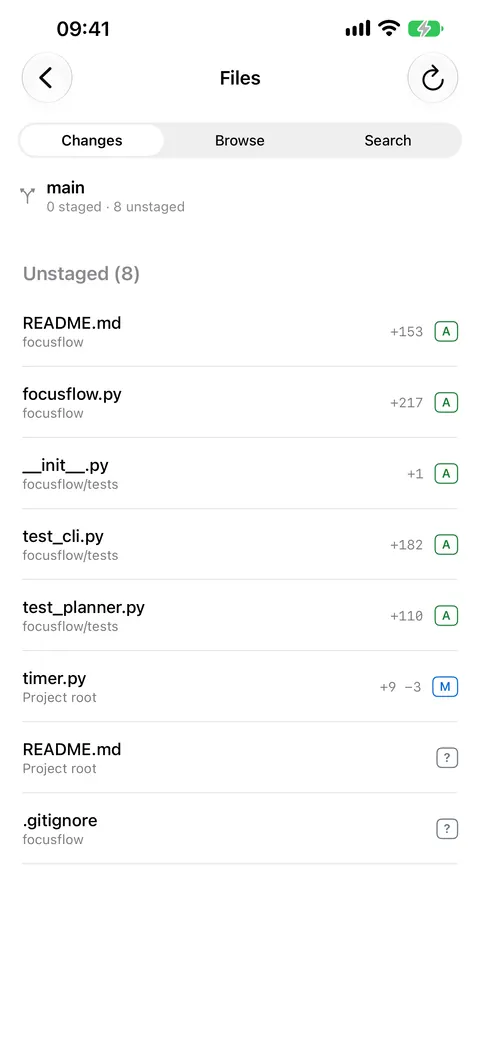 09:41
Files
Changes
Browse
Search
main
0 staged · 8 unstaged
Unstaged (8)
README.md
focusflow
+153
A
focusflow.py
focusflow
+217
A
__init__.py
focusflow/tests
+1
A
test_cli.py
focusflow/tests
+182
A
test_planner.py
focusflow/tests
+110
A
timer.py
Project root
+9 −3
M
README.md
Project root
?
.gitignore
focusflow
?